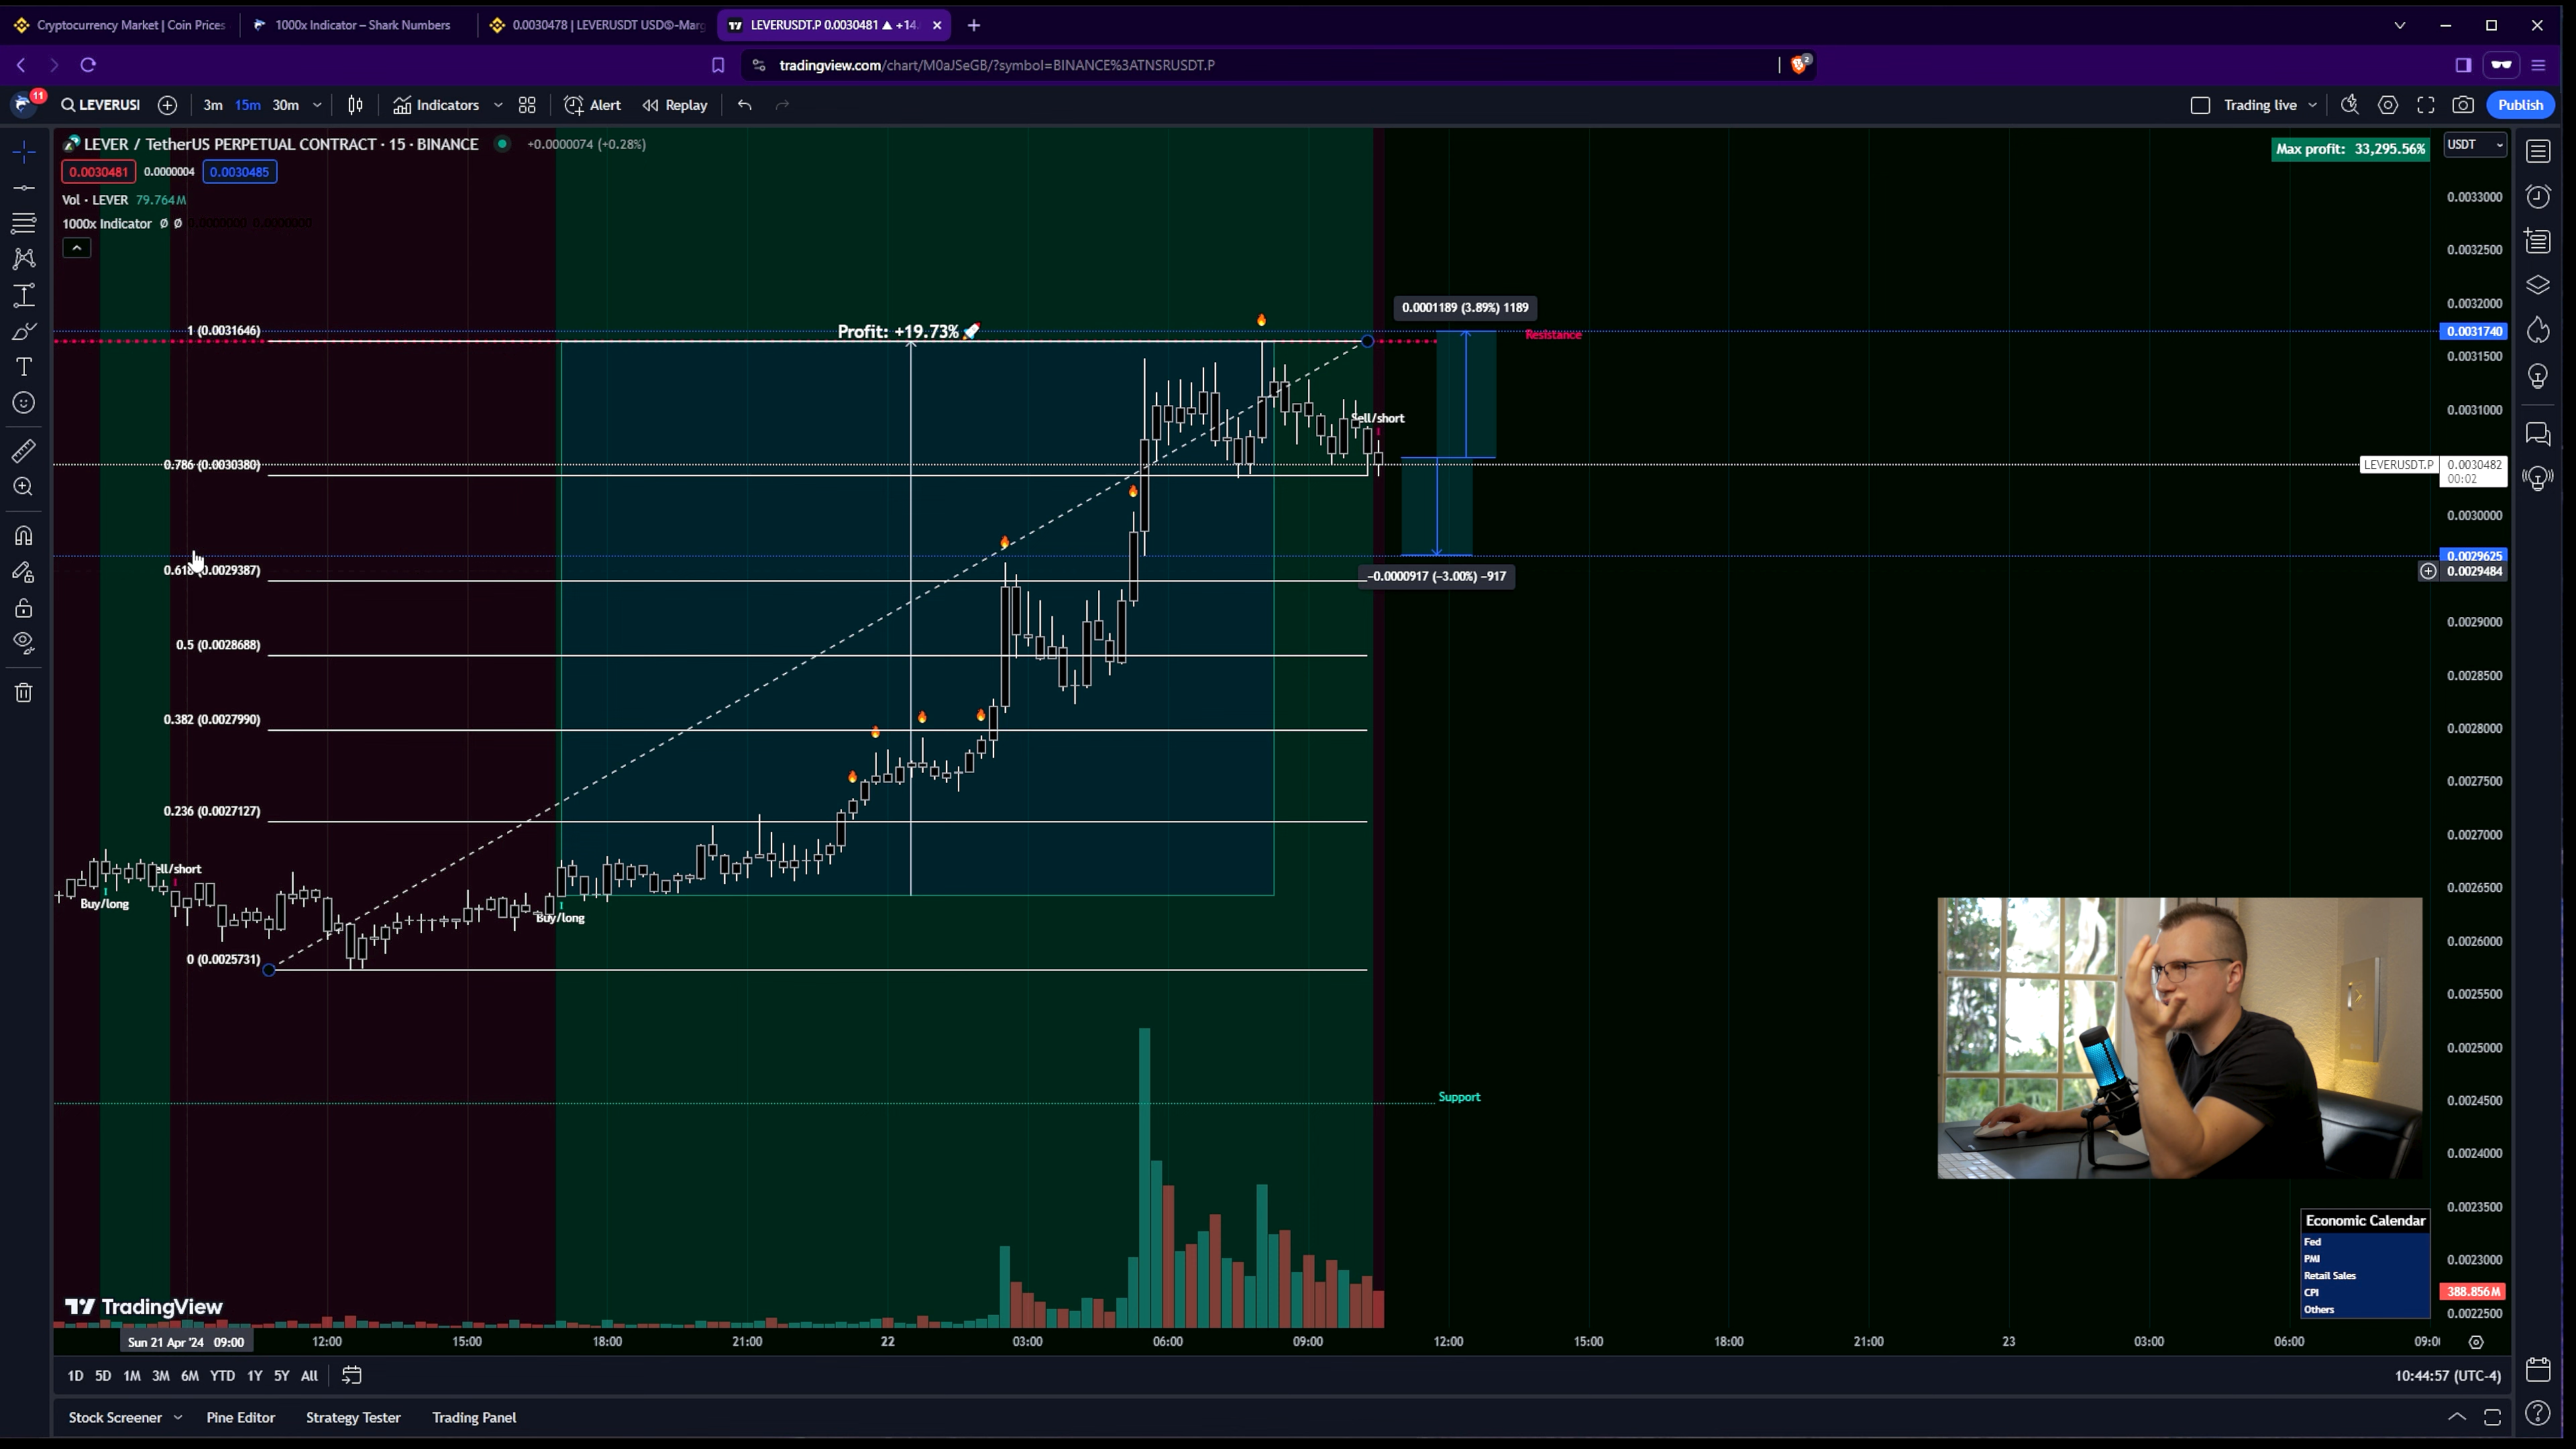 Cryptocurrency Market | Coin Prices
1000x Indicator – Shark Numbers
0.0030478 | LEVERUSDT USDⓈ-Marg
LEVERUSDT.P 0.0030481 ▲ +14.
tradingview.com/chart/M0aJSeGB/?symbol=BINANCE%3ATNSRUSDT.P
2
11
LEVERUSI
3m
15m
30m
Indicators
Alert
Replay
Trading live
Publish
LEVER / TetherUS PERPETUAL CONTRACT · 15 · BINANCE
+0.0000074 (+0.28%)
0.0030481
0.0000004
0.0030485
Vol · LEVER 79.764M
1000x Indicator Ø Ø 0.0000000 0.0000000
Max profit: 33,295.56%
USDT
0.0033000
0.0032500
0.0032000
0.0031740
0.0031500
0.0031000
LEVERUSDT.P
0.0030482
00:02
0.0030000
0.0029625
0.0029484
0.0029000
0.0028500
0.0028000
0.0027500
0.0027000
0.0026500
0.0026000
0.0025500
0.0025000
0.0024500
0.0024000
0.0023500
0.0023000
388.856M
0.0022500
0.0001189 (3.89%) 1189
Resistance
1 (0.0031646)
Profit: +19.73%
Sell/short
0.786 (0.0030380)
−0.0000917 (−3.00%) −917
0.618 (0.0029387)
0.5 (0.0028688)
0.382 (0.0027990)
0.236 (0.0027127)
ell/short
Buy/long
Buy/long
0 (0.0025731)
Support
Economic Calendar
Fed
PMI
Retail Sales
CPI
Others
TradingView
Sun 21 Apr '24 09:00
12:00
15:00
18:00
21:00
22
03:00
06:00
09:00
12:00
15:00
18:00
21:00
23
03:00
06:00
09:0
1D 5D 1M 3M 6M YTD 1Y 5Y All
10:44:57 (UTC-4)
Stock Screener
Pine Editor
Strategy Tester
Trading Panel